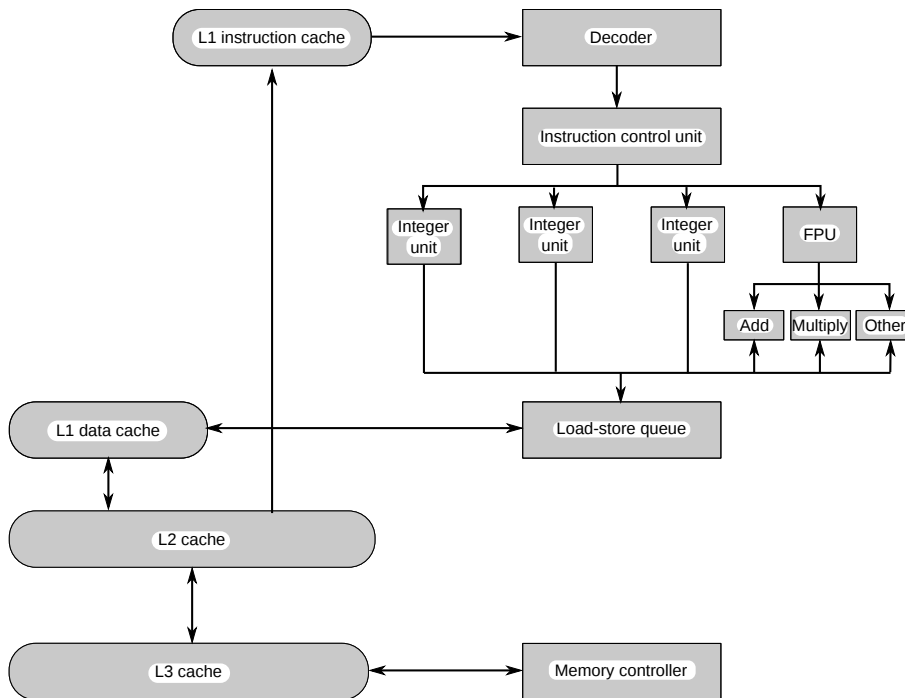 L1 instruction cache
Decoder
Instruction control unit
Integer
unit
Integer
unit
Integer
unit
FPU
Add
Multiply
Other
L1 data cache
Load-store queue
L2 cache
L3 cache
Memory controller